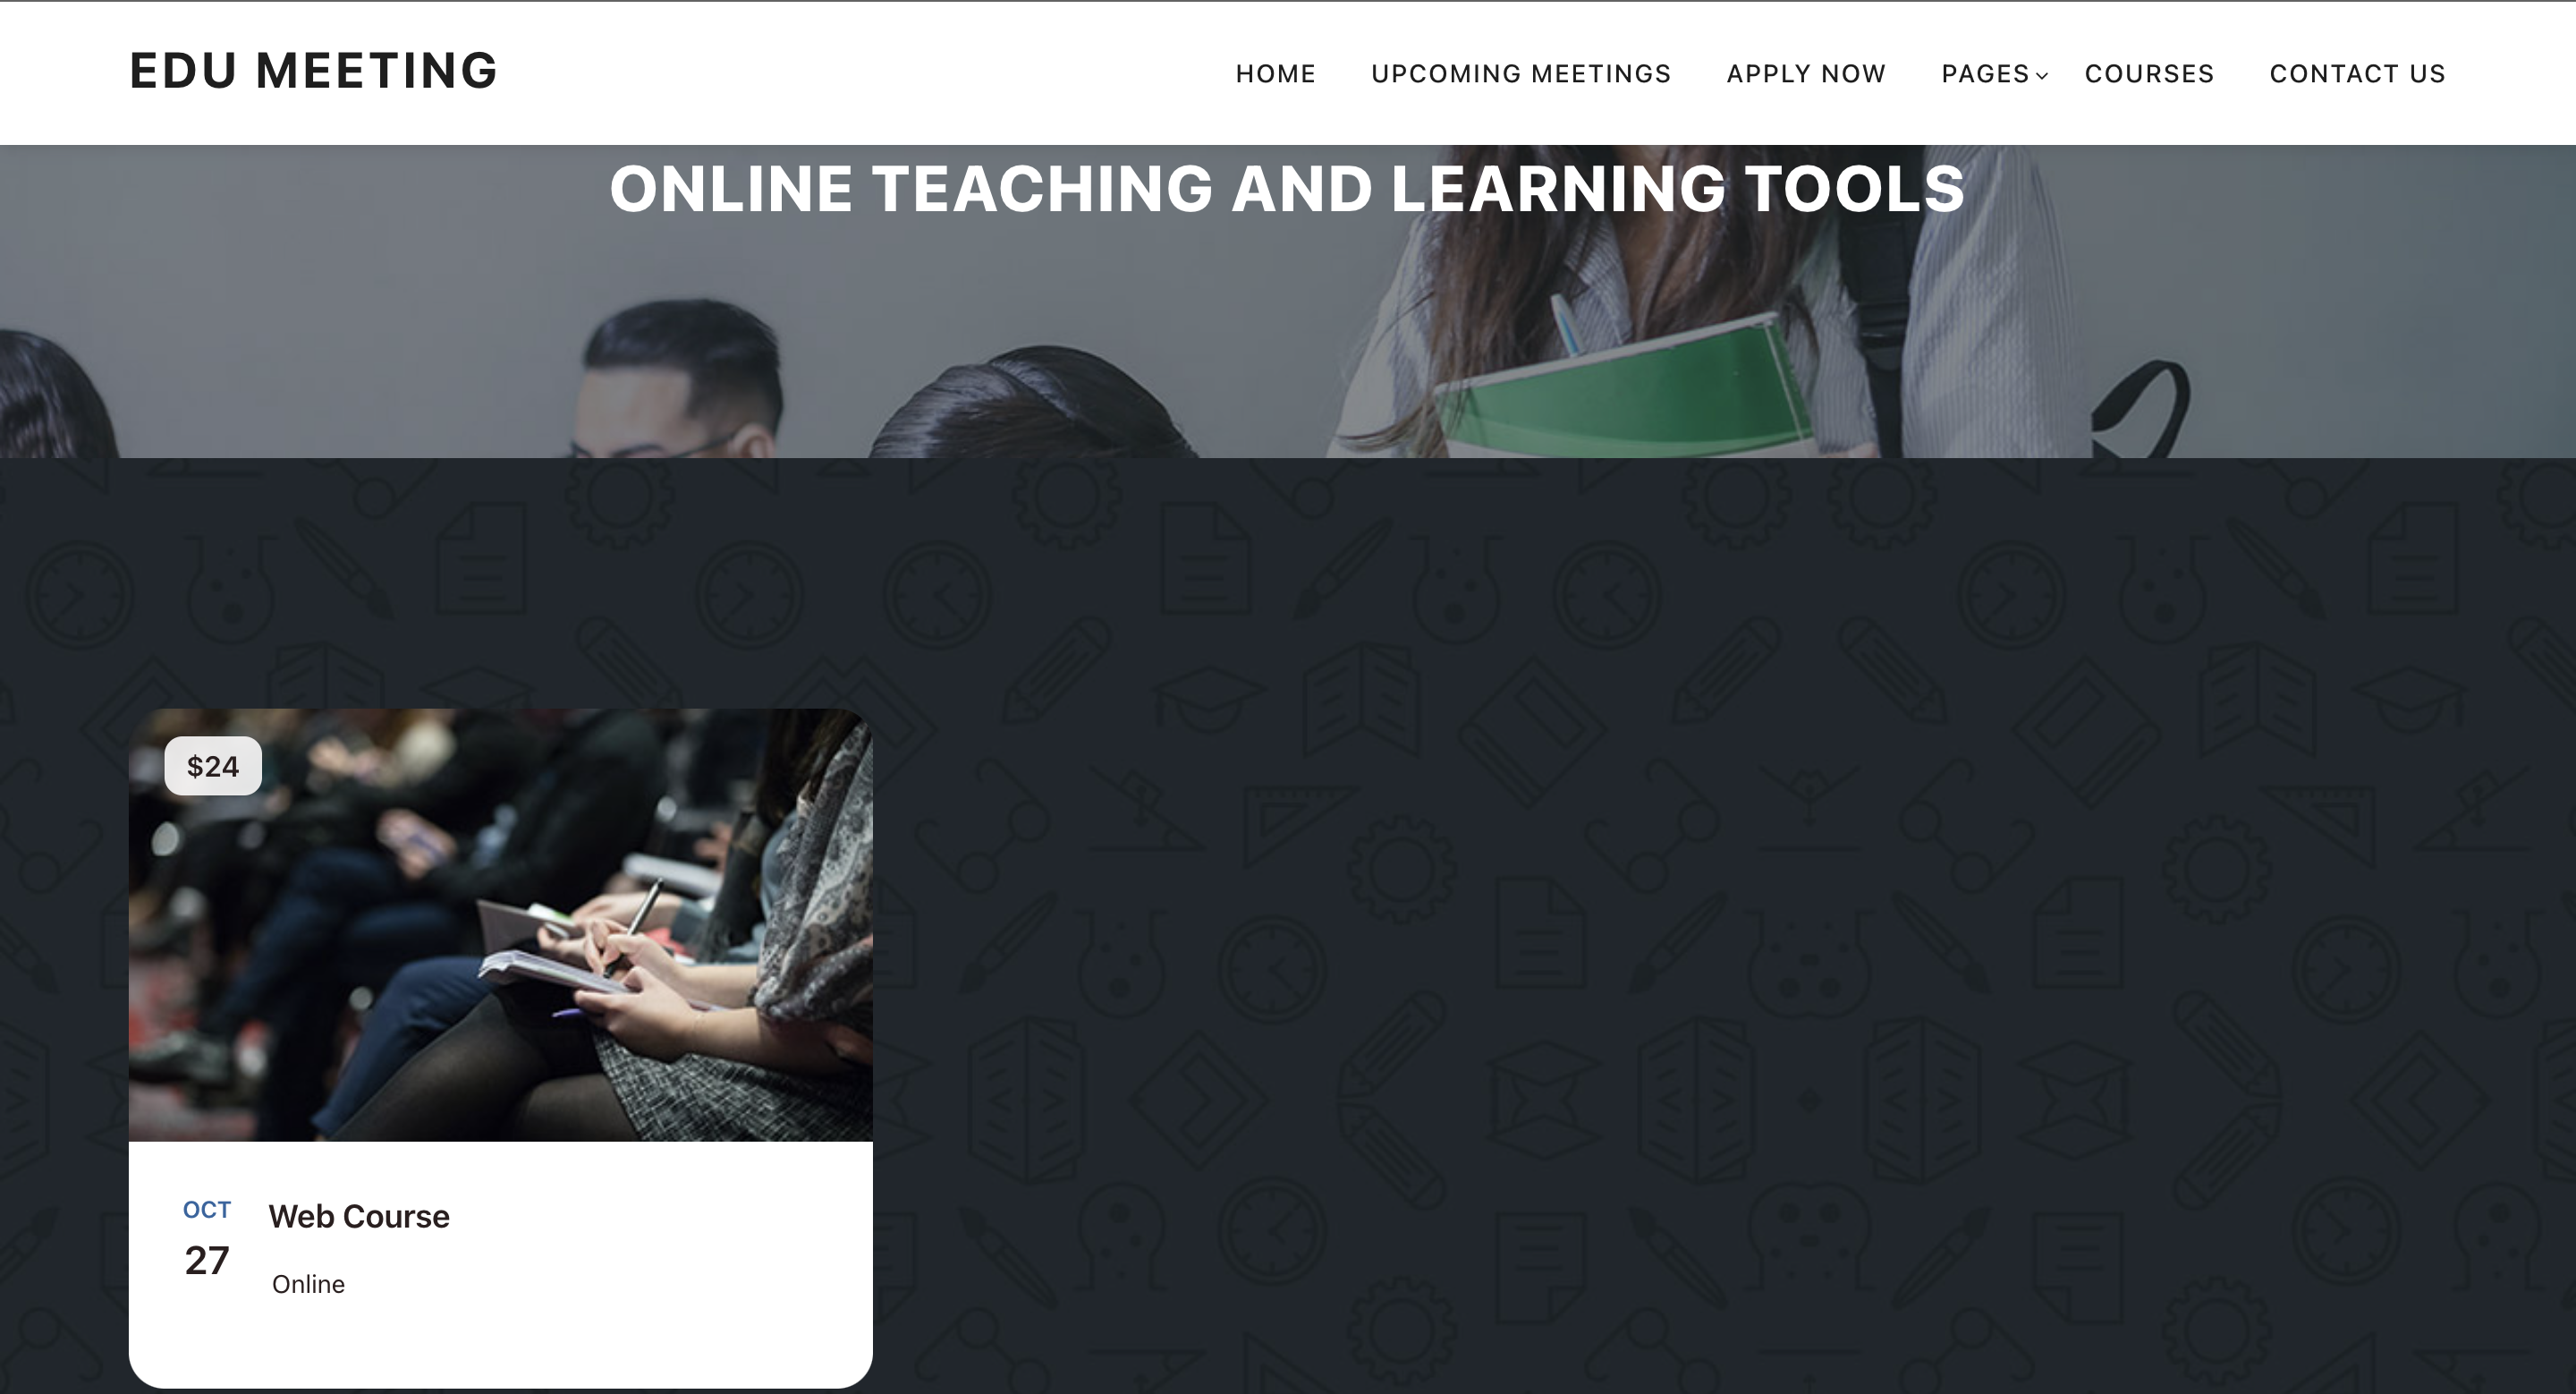 EDU MEETING
HOME UPCOMING MEETINGS APPLY NOW PAGES COURSES CONTACT US
ONLINE TEACHING AND LEARNING TOOLS
$24
OCT
27
Web Course
Online